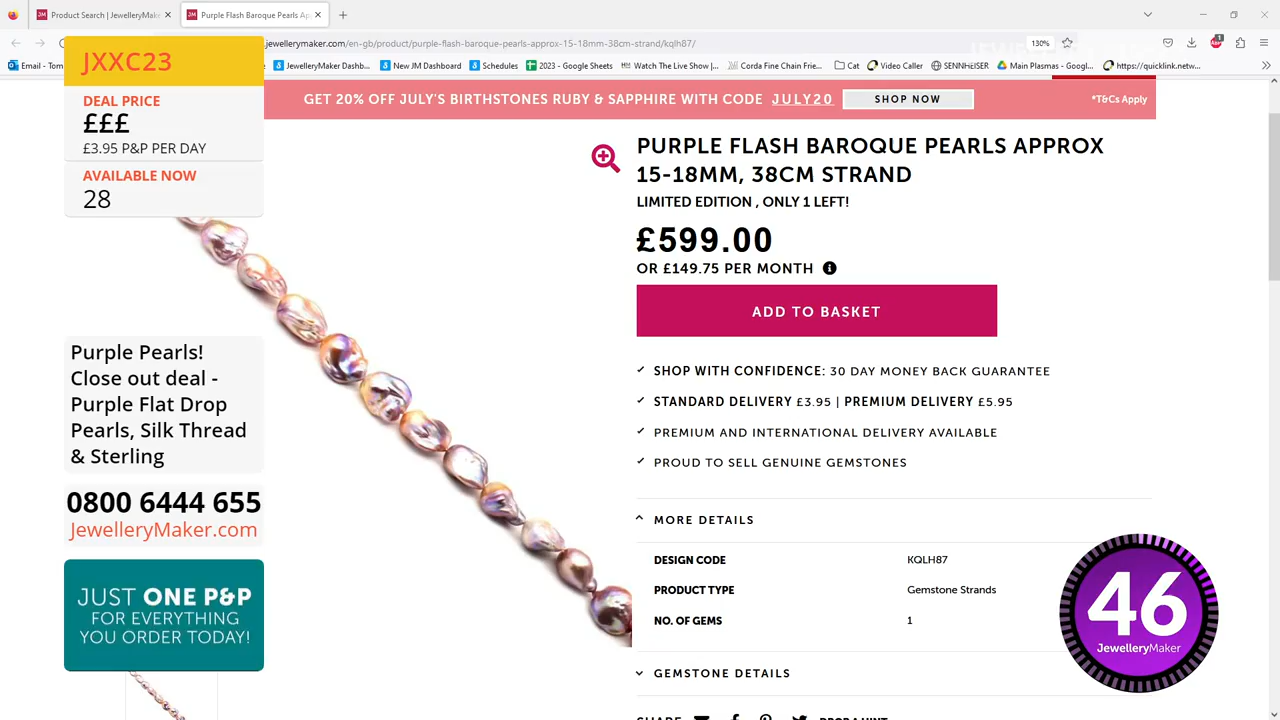 Product Search | JewelleryMake
Purple Flash Baroque Pearls Ap
jewellerymaker.com/en-gb/product/purple-flash-baroque-pearls-approx-15-18mm-38cm-strand/kqlh87/
130%
Email - Tom
JewelleryMaker Dashb...
New JM Dashboard
Schedules
2023 - Google Sheets
Watch The Live Show |...
Corda Fine Chain Frie...
Cat
Video Caller
SENNHEISER
Main Plasmas - Googl...
https://quicklink.netw...
JXXC23
DEAL PRICE
£££
£3.95 P&P PER DAY
AVAILABLE NOW
28
GET 20% OFF JULY'S BIRTHSTONES RUBY & SAPPHIRE WITH CODE JULY20
SHOP NOW
*T&Cs Apply
PURPLE FLASH BAROQUE PEARLS APPROX
15-18MM, 38CM STRAND
LIMITED EDITION , ONLY 1 LEFT!
£599.00
OR £149.75 PER MONTH
ADD TO BASKET
SHOP WITH CONFIDENCE: 30 DAY MONEY BACK GUARANTEE
STANDARD DELIVERY £3.95 | PREMIUM DELIVERY £5.95
PREMIUM AND INTERNATIONAL DELIVERY AVAILABLE
PROUD TO SELL GENUINE GEMSTONES
MORE DETAILS
DESIGN CODE KQLH87
PRODUCT TYPE Gemstone Strands
NO. OF GEMS 1
GEMSTONE DETAILS
SHARE
DROP A HINT
Purple Pearls!
Close out deal -
Purple Flat Drop
Pearls, Silk Thread
& Sterling
0800 6444 655
JewelleryMaker.com
JUST ONE P&P
FOR EVERYTHING
YOU ORDER TODAY!
46
JewelleryMaker